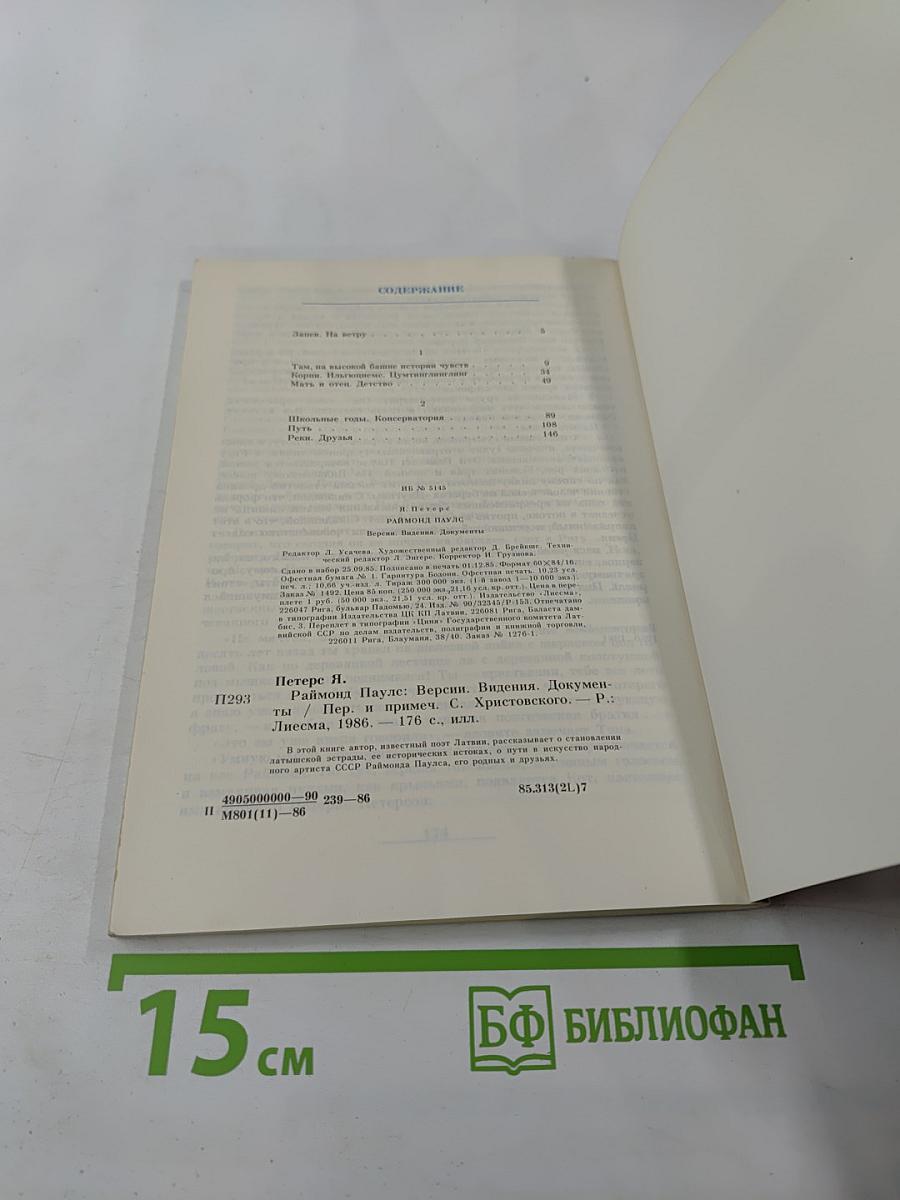 СОДЕРЖАНИЕ
Запев. На ветру . . . . . . . . . . . . . . 5
1
Там, на высокой башне истории чувств . . . . . . 9
Корни. Ильгюциемс. Цумтинглинглинг . . . . . . 34
Мать и отец. Детство . . . . . . . . . . . . 49
2
Школьные годы. Консерватория . . . . . . . . 89
Путь . . . . . . . . . . . . . . . . . . 108
Реки. Друзья . . . . . . . . . . . . . . . 146
ИБ № 5145
Я. Петерс
РАЙМОНД ПАУЛС
Версии. Видения. Документы
Редактор Л. Усачева. Художественный редактор Д. Брейкшс. Техни-
ческий редактор Л. Энгере. Корректор И. Грузнова.
Сдано в набор 25.09.85. Подписано в печать 01.12.85. Формат 60×84/16.
Офсетная бумага № 1. Гарнитура Бодони. Офсетная печать. 10,23 усл.
печ. л.; 10,66 уч.-изд. л. Тираж 300 000 экз. (1-й завод 1—10 000 экз.).
Заказ № 1492. Цена 85 коп. (250 000 экз., 21,16 усл. кр. отт.). Цена в пере-
плете 1 руб. (50 000 экз., 21,51 усл. кр. отт.). Издательство «Лиесма»,
226047 Рига, бульвар Падомью, 24. Изд. № 90/32345/Р-153. Отпечатано
в типографии Издательства ЦК КП Латвии, 226081 Рига, Баласта дам-
бис, 3. Переплет в типографии «Циня» Государственного комитета Лат-
вийской ССР по делам издательств, полиграфии и книжной торговли,
226011 Рига, Блаумана, 38/40. Заказ № 1276-1.
Петерс Я.
П293 Раймонд Паулс: Версии. Видения. Докумен-
ты / Пер. и примеч. С. Христовского. — Р.:
Лиесма, 1986. — 176 с., илл.
В этой книге автор, известный поэт Латвии, рассказывает о становлении
латышской эстрады, ее исторических истоках, о пути в искусство народ-
ного артиста СССР Раймонда Паулса, его родных и друзьях.
4905000000—90
П 239—86 85.313(2L)7
М801(11)—86
15 см
БФ БИБЛИОФАН